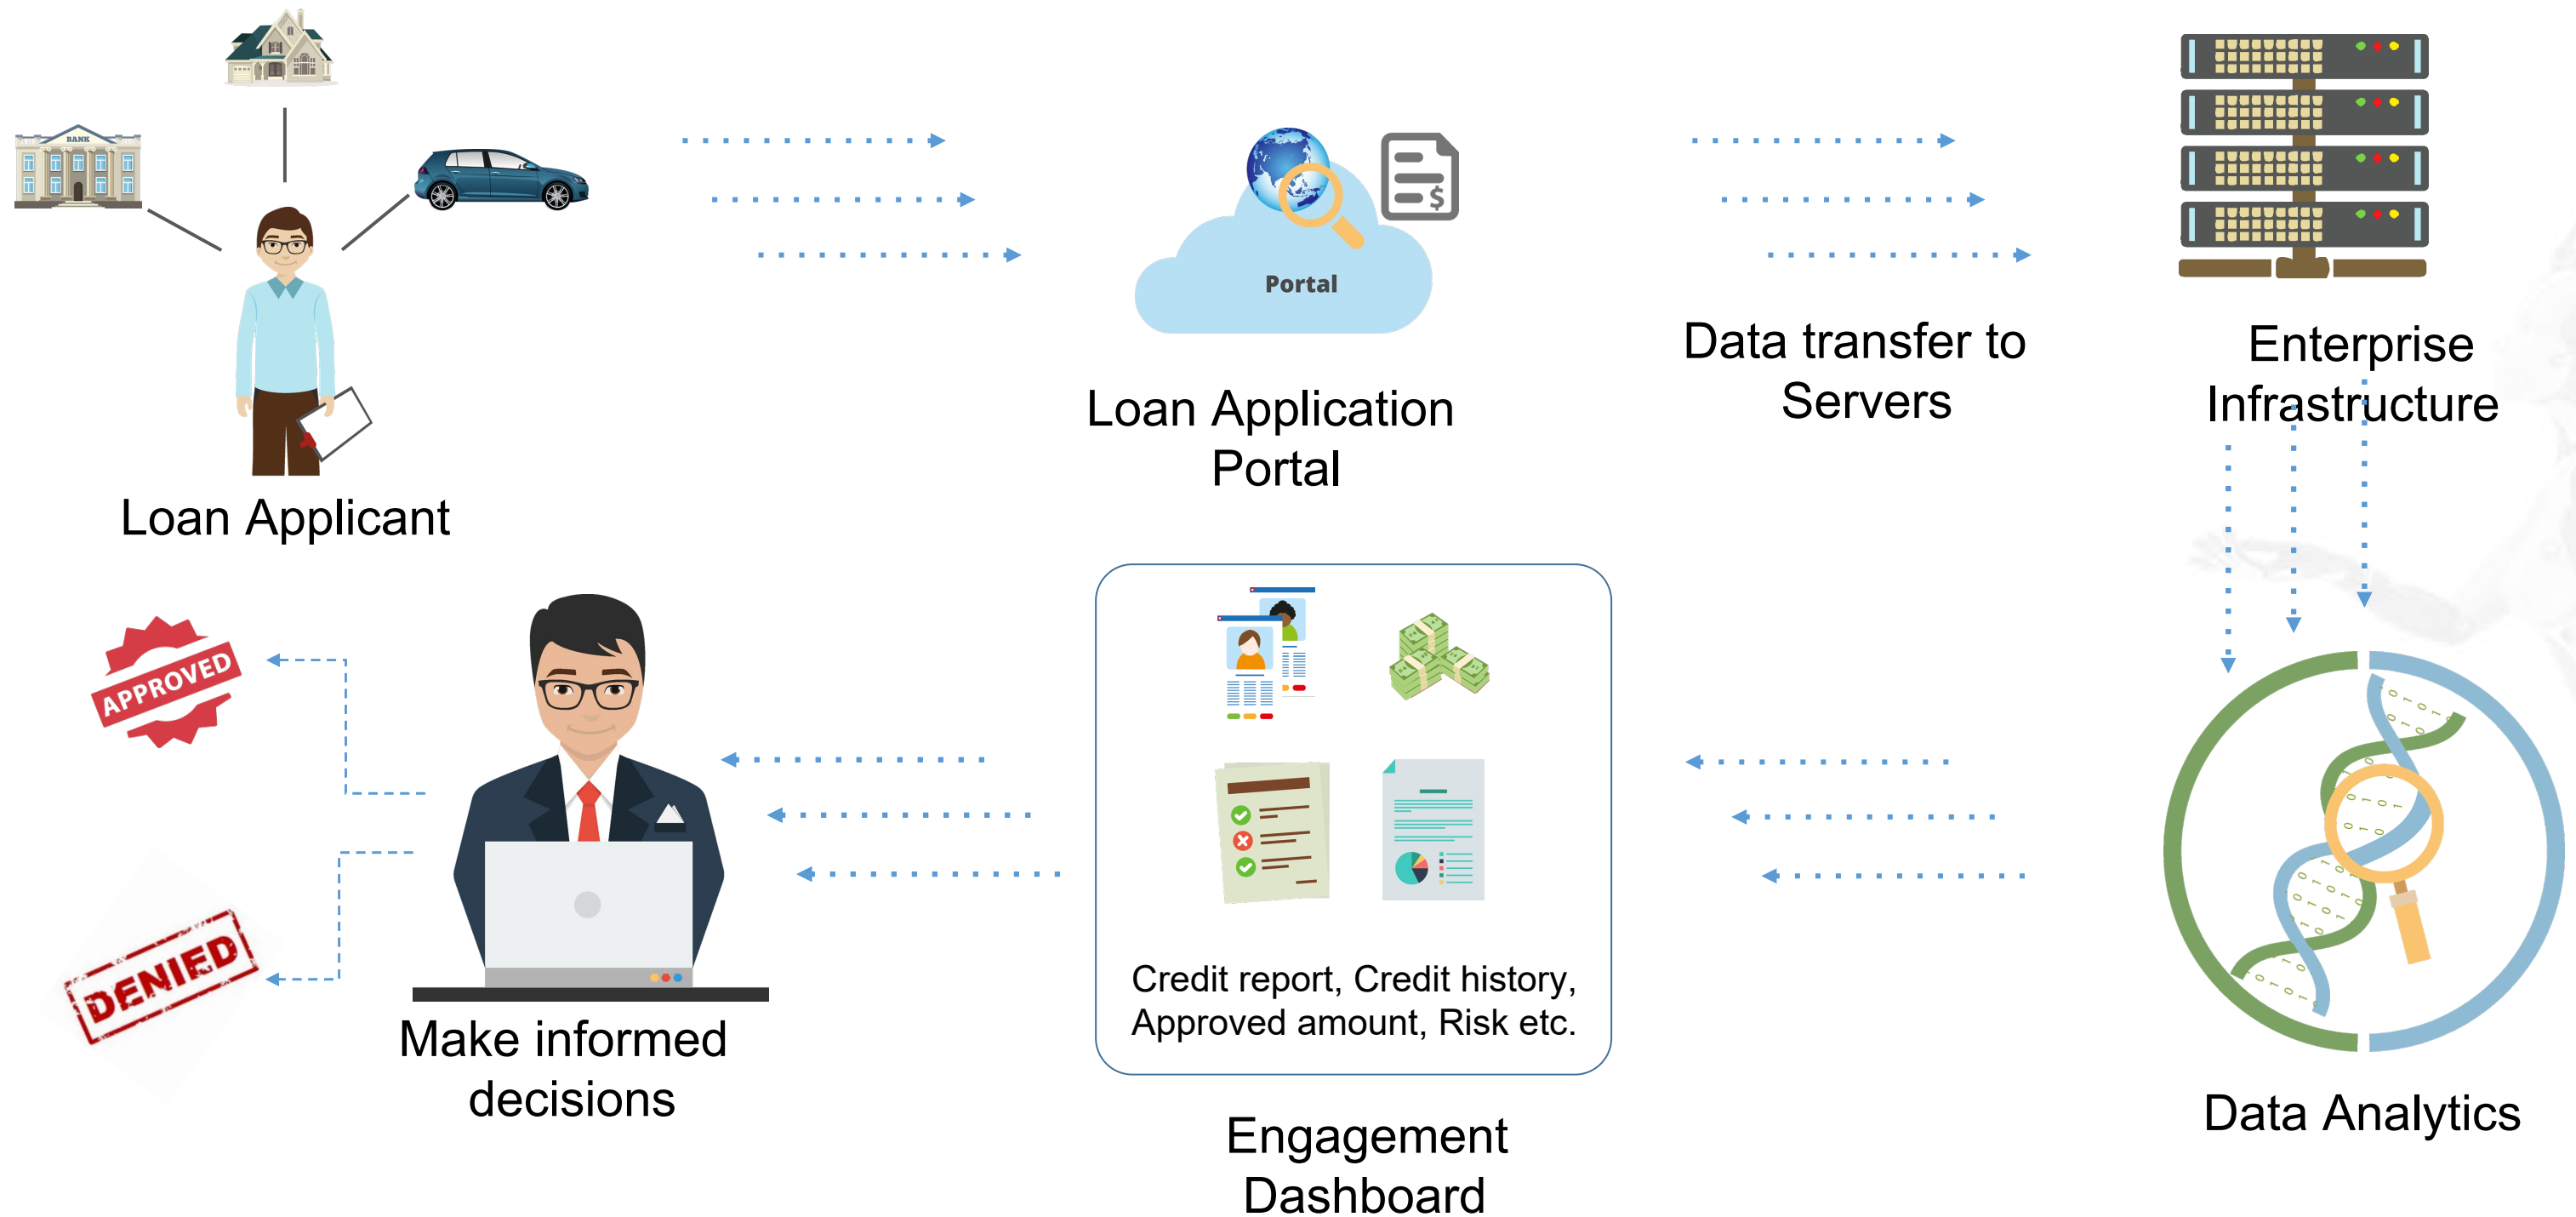 BANK
Portal
$
Loan Applicant
Loan Application
Portal
Data transfer to
Servers
Enterprise
Infrastructure
APPROVED
DENIED
Make informed
decisions
Credit report, Credit history,
Approved amount, Risk etc.
Engagement
Dashboard
Data Analytics